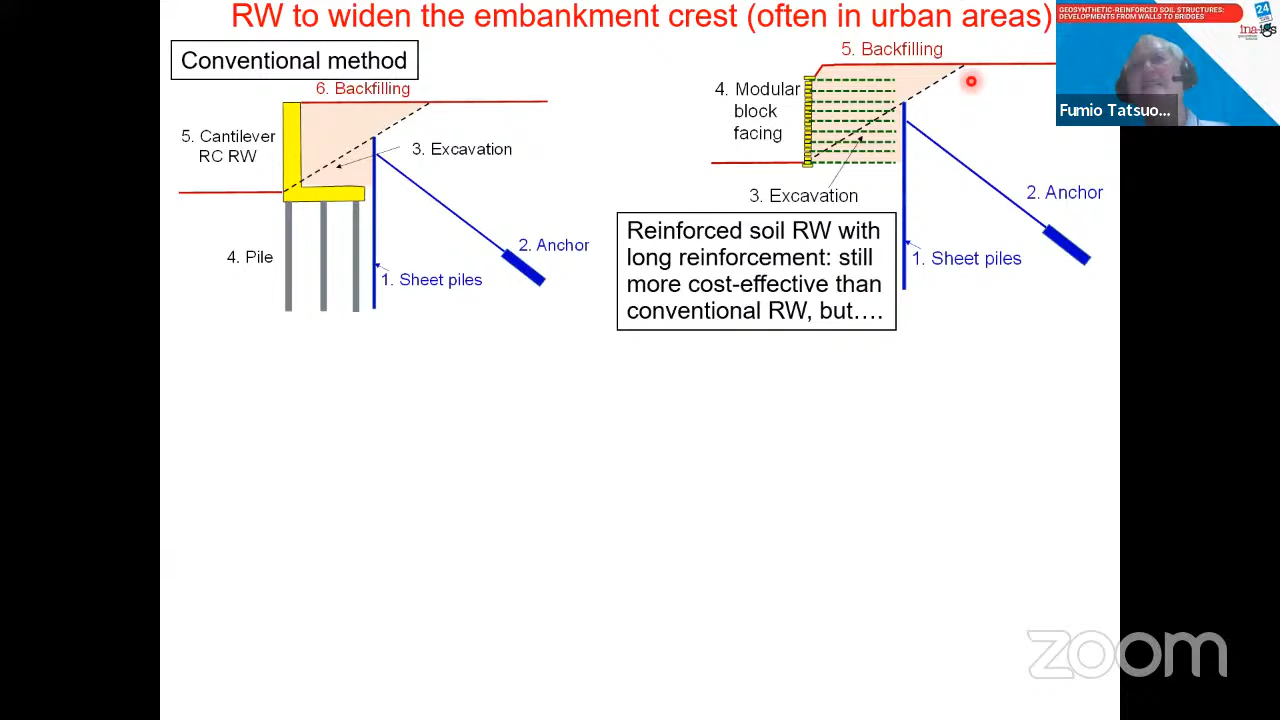 RW to widen the embankment crest (often in urban areas)
GEOSYNTHETIC-REINFORCED SOIL STRUCTURES:
DEVELOPMENTS FROM WALLS TO BRIDGES
24
ina-igs
Fumio Tatsuo...
Conventional method
6. Backfilling
5. Cantilever
RC RW
3. Excavation
4. Pile
2. Anchor
1. Sheet piles
5. Backfilling
4. Modular
block
facing
3. Excavation
2. Anchor
1. Sheet piles
Reinforced soil RW with
long reinforcement: still
more cost-effective than
conventional RW, but….
zoom